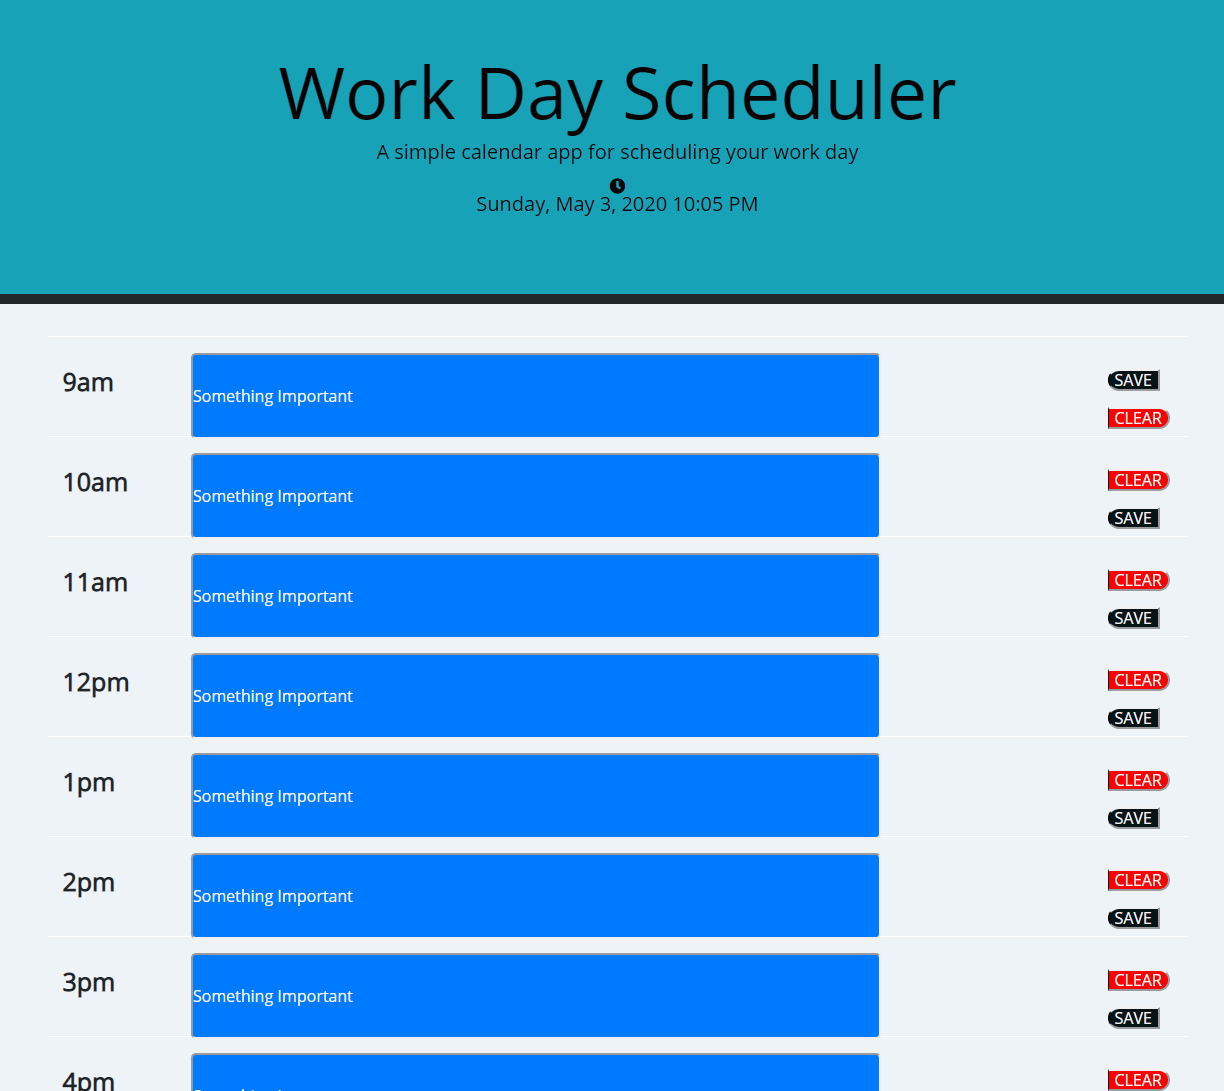 Work Day Scheduler
A simple calendar app for scheduling your work day
Sunday, May 3, 2020 10:05 PM
9am
Something Important
SAVE
CLEAR
10am
Something Important
CLEAR
SAVE
11am
Something Important
CLEAR
SAVE
12pm
Something Important
CLEAR
SAVE
1pm
Something Important
CLEAR
SAVE
2pm
Something Important
CLEAR
SAVE
3pm
Something Important
CLEAR
SAVE
4pm
CLEAR